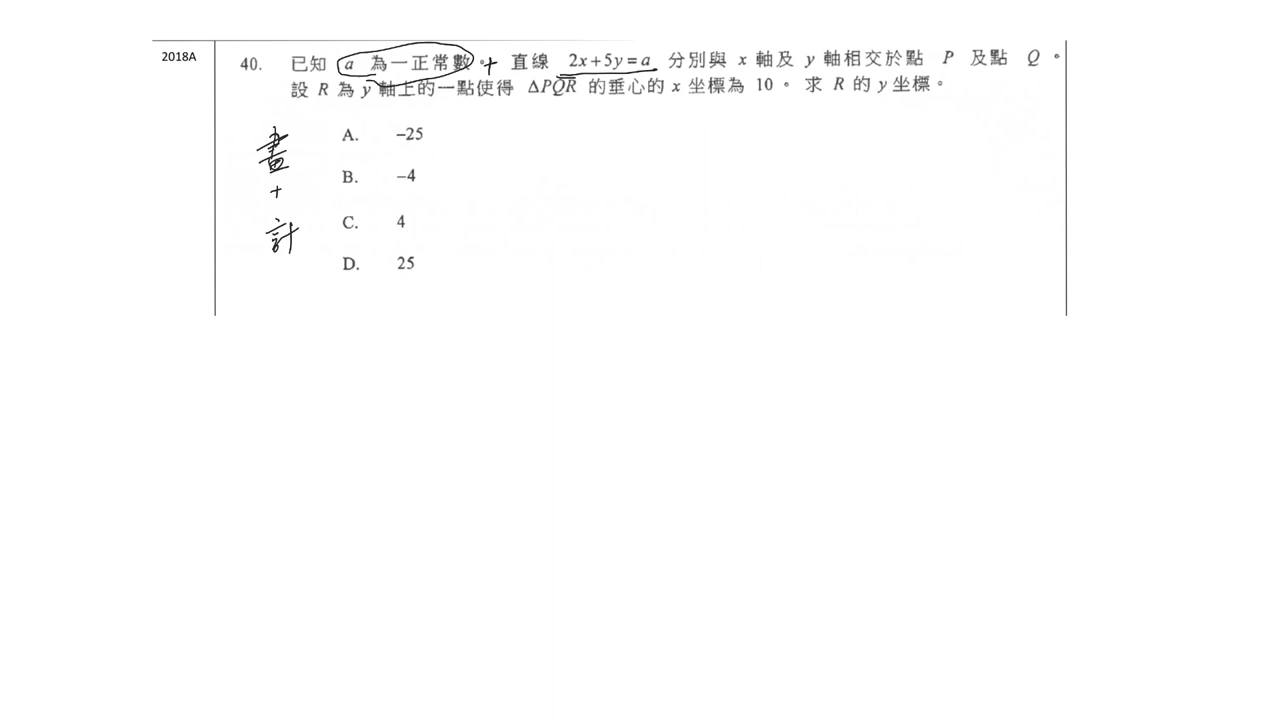 2018A
40. 已知 a 為一正常數。+ 直線 2x + 5y = a 分別與 x 軸及 y 軸相交於點 P 及點 Q。
設 R 為 y 軸上的一點使得 ΔPQR 的垂心的 x 坐標為 10。求 R 的 y 坐標。
A. –25
B. –4
C. 4
D. 25
畫
+
計